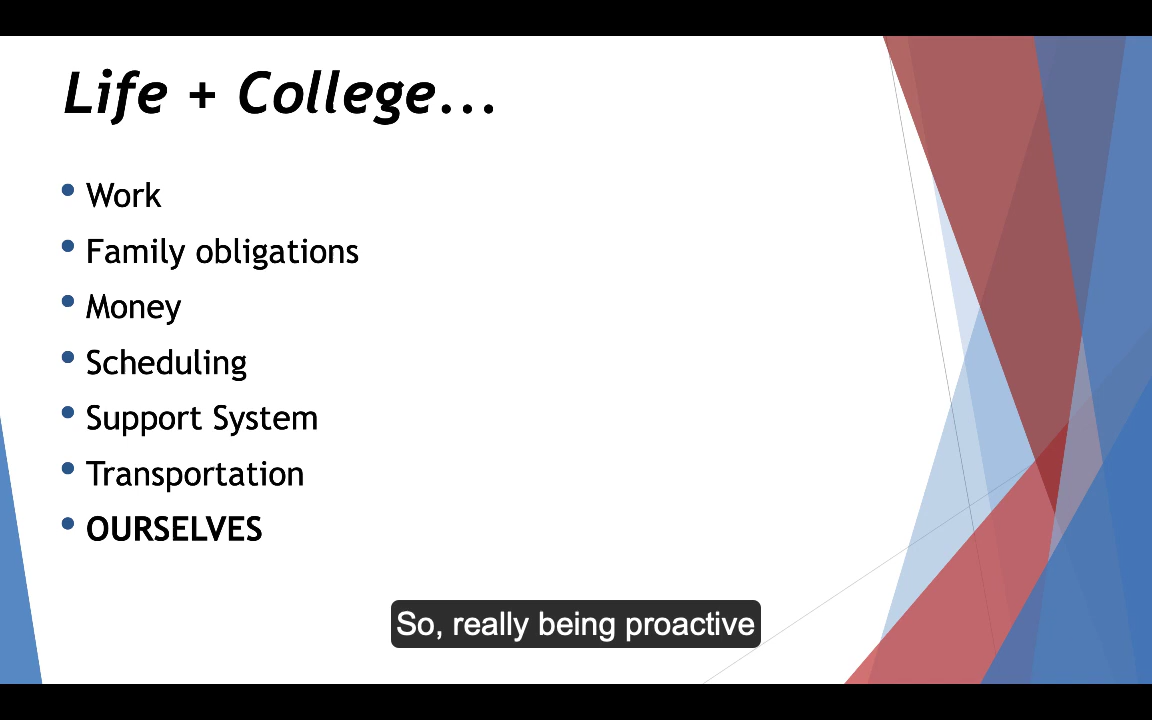 Life + College...
Work
Family obligations
Money
Scheduling
Support System
Transportation
OURSELVES
So, really being proactive